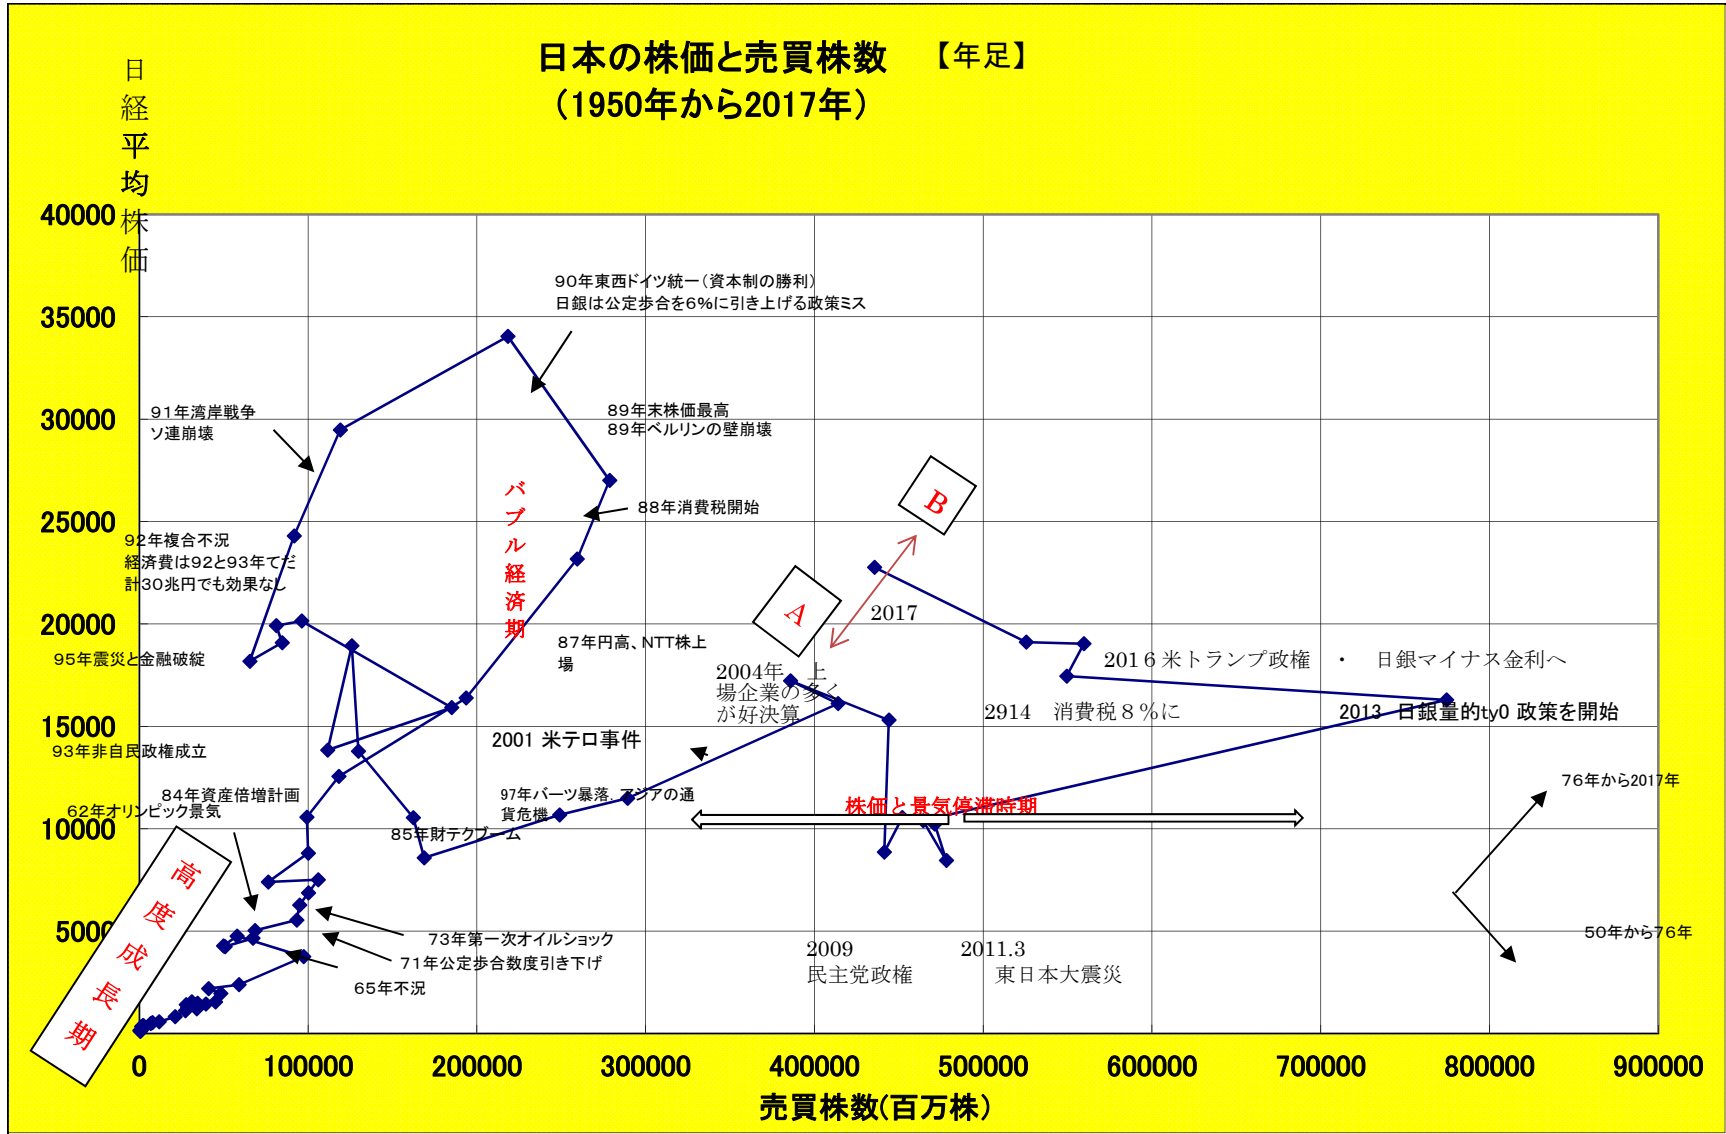 日本の株価と売買株数　【年足】
（1950年から2017年）
日経平均株価
40000
35000
30000
25000
20000
15000
10000
5000
90年東西ドイツ統一（資本制の勝利）
日銀は公定歩合を6%に引き上げる政策ミス
91年湾岸戦争
ソ連崩壊
89年末株価最高
89年ベルリンの壁崩壊
バブル経済期
88年消費税開始
B
92年複合不況
経済費は92と93年でだ
計30兆円でも効果なし
A
2017
95年震災と金融破綻
87年円高、NTT株上
場
2004年　上
場企業の多く
が好決算
2016米トランプ政権　・　日銀マイナス金利へ
2914　消費税８％に
2013　日銀量的ty0 政策を開始
93年非自民政権成立
2001 米テロ事件
84年資産倍増計画
62年オリンピック景気
97年バーツ暴落．アジアの通
貨危機
株価と景気停滞時期
85年財テクブーム
76年から2017年
高度成長期
73年第一次オイルショック
71年公定歩合数度引き下げ
65年不況
2009
民主党政権
2011.3
東日本大震災
50年から76年
0 100000 200000 300000 400000 500000 600000 700000 800000 900000
売買株数(百万株）